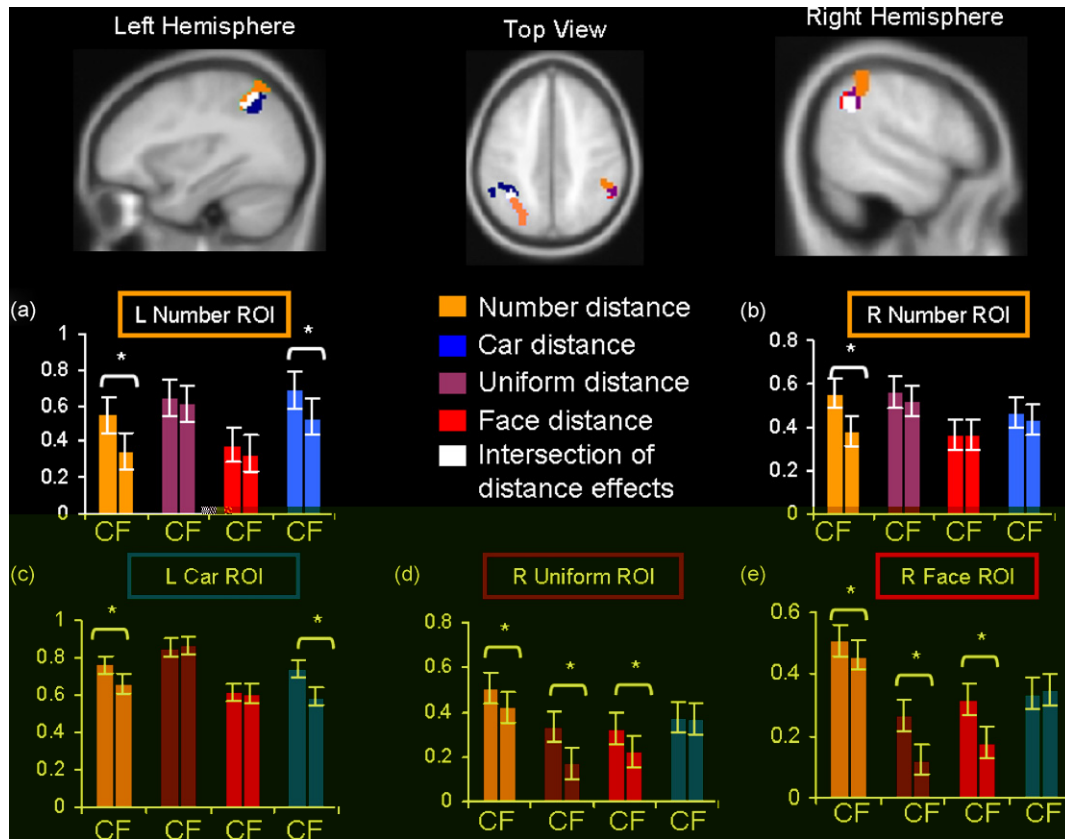 Left Hemisphere
Top View
Right Hemisphere
(a)
L Number ROI
1
0.8
0.6
0.4
0.2
0
*
*
CF CF CF CF
Number distance
Car distance
Uniform distance
Face distance
Intersection of
distance effects
(b)
R Number ROI
0.8
0.6
0.4
0.2
0
*
CF CF CF CF
(c)
L Car ROI
1
0.8
0.6
0.4
0.2
0
*
*
CF CF CF CF
(d)
R Uniform ROI
0.8
0.6
0.4
0.2
0
*
*
*
CF CF CF CF
(e)
R Face ROI
0.6
0.4
0.2
0
*
*
*
CF CF CF CF